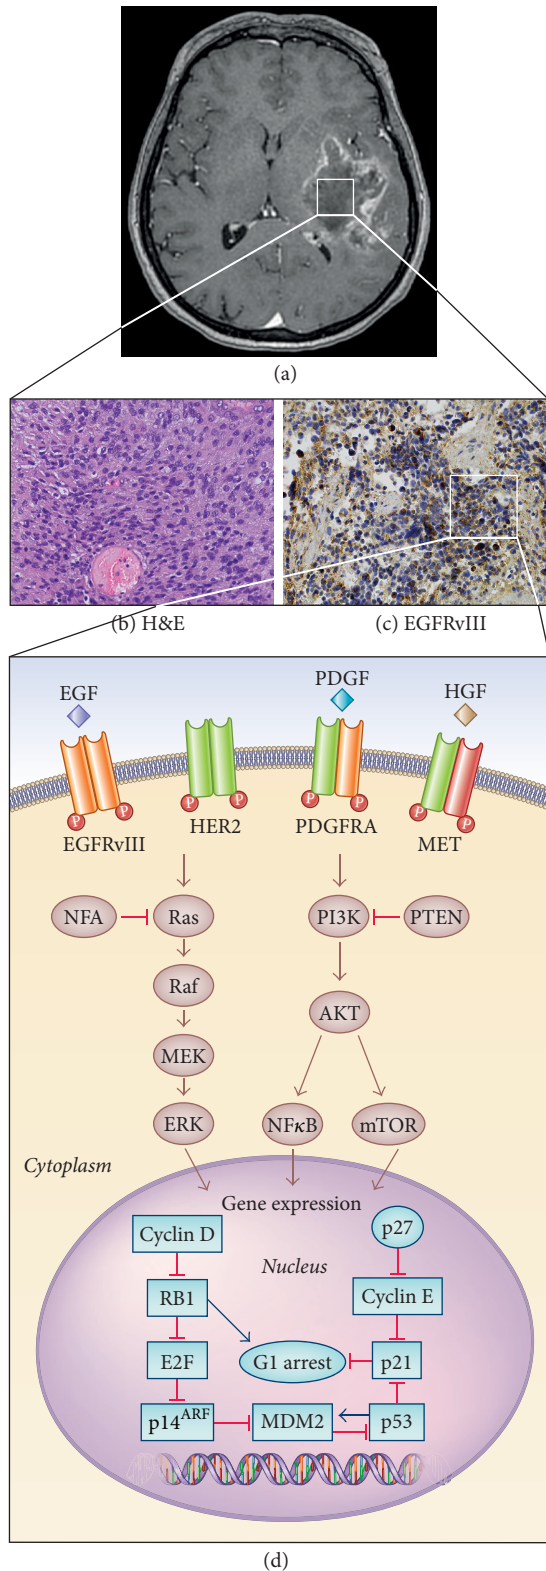 (a)
(b) H&E
(c) EGFRvIII
EGF
PDGF
HGF
P P P P P P P P
EGFRvIII
HER2
PDGFRA
MET
NFA
Ras
PI3K
PTEN
Raf
AKT
MEK
ERK
NFκB
mTOR
Cytoplasm
Gene expression
Cyclin D
p27
Nucleus
RB1
Cyclin E
E2F
G1 arrest
p21
p14ARF
MDM2
p53
(d)